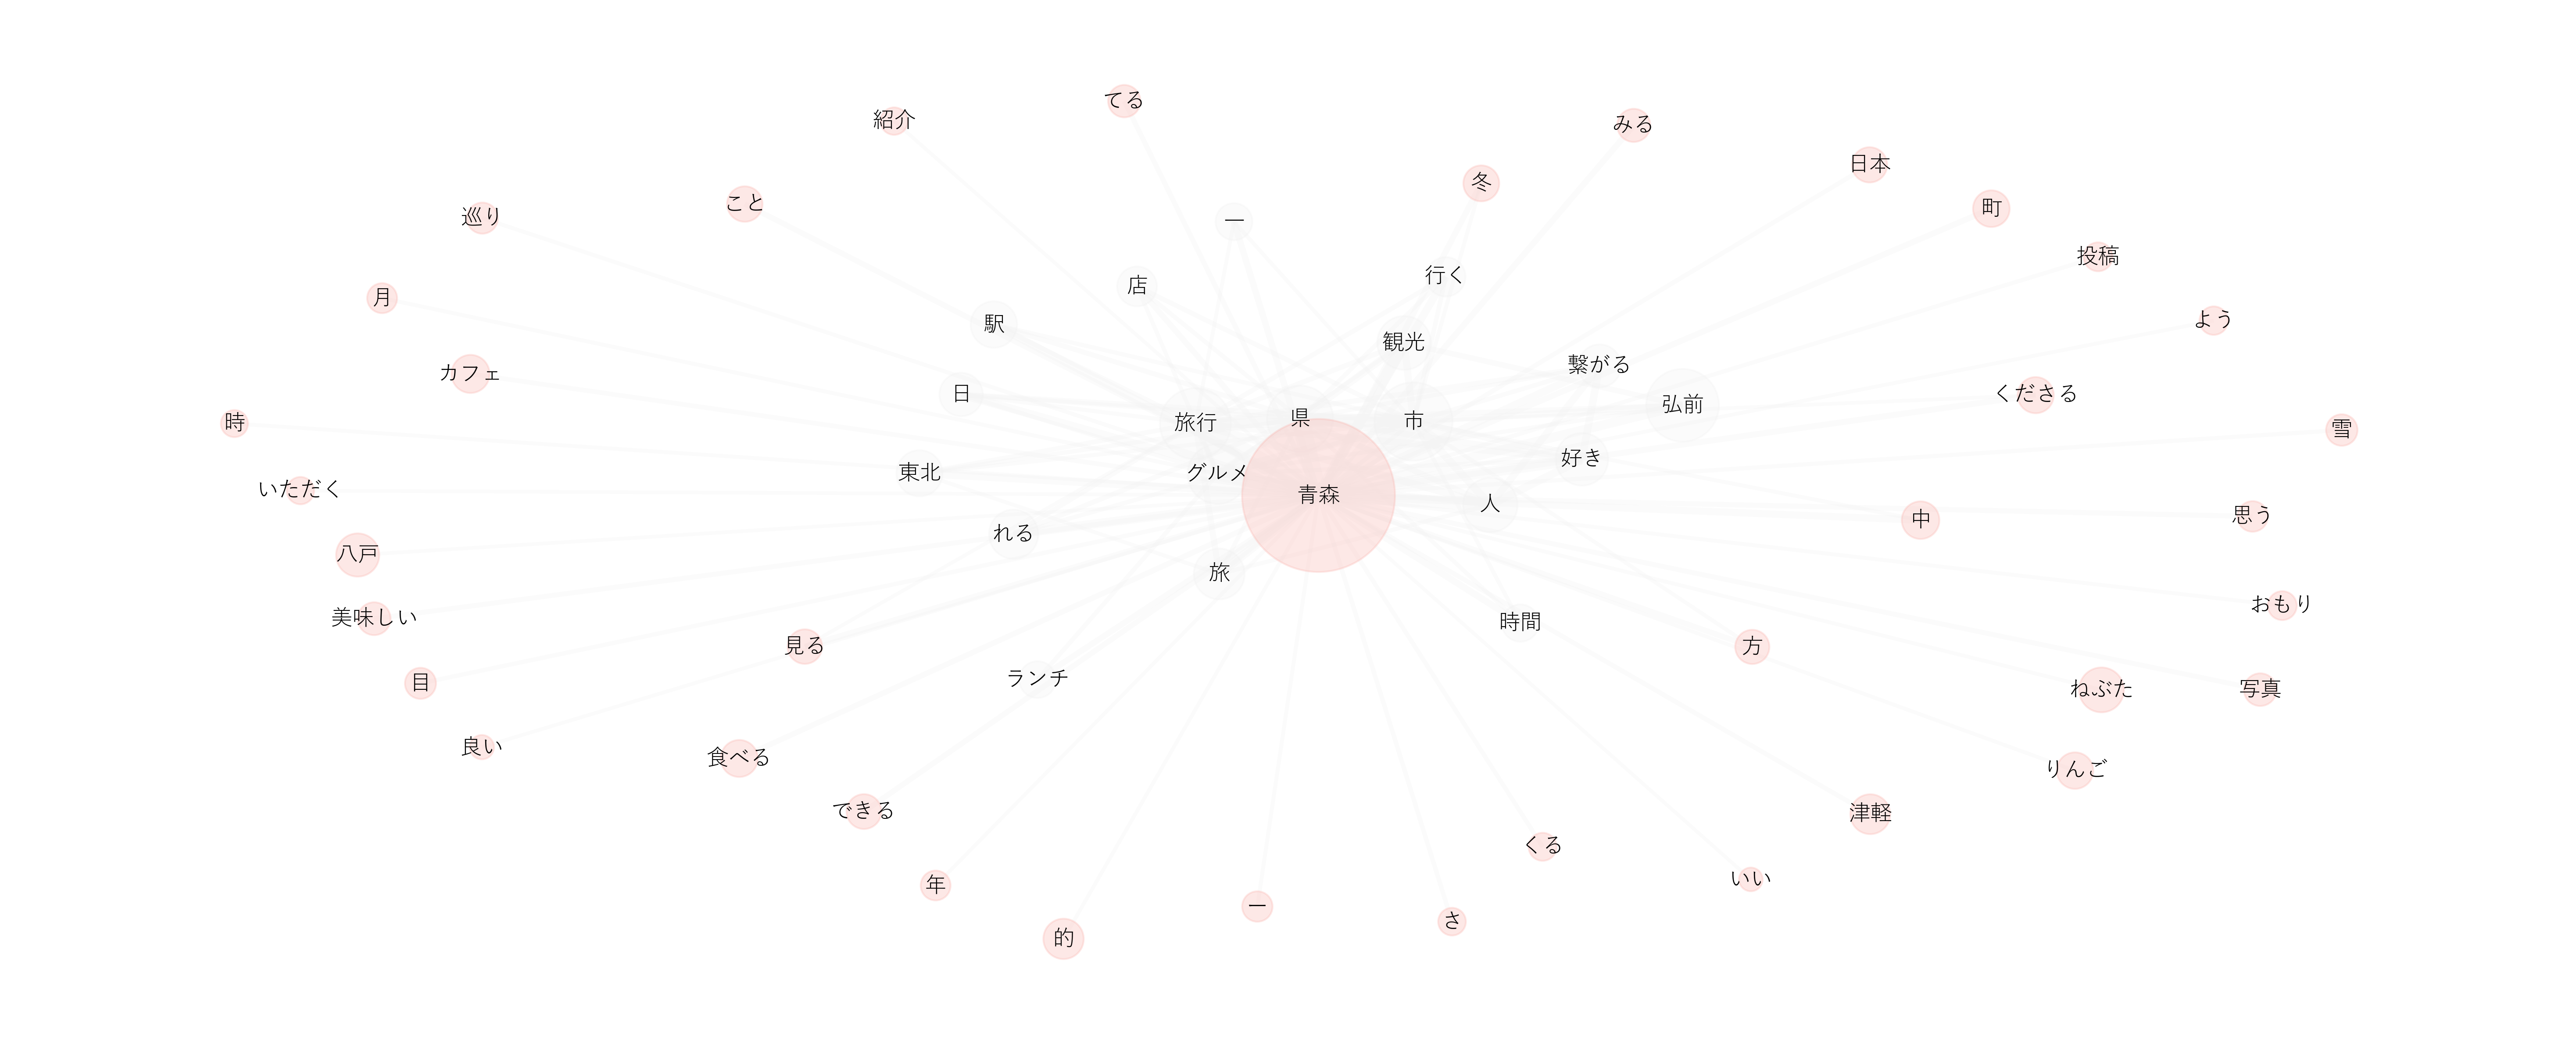 てる
紹介
みる
日本
冬
こと
町
巡り
一
投稿
行く
店
月
よう
駅
観光
繋がる
カフェ
日
くださる
弘前
県
市
旅行
時
雪
好き
東北
グルメ
いただく
青森
人
思う
中
れる
八戸
旅
おもり
美味しい
時間
見る
方
ランチ
目
ねぶた
写真
良い
食べる
りんご
できる
津軽
くる
いい
年
ー
さ
的